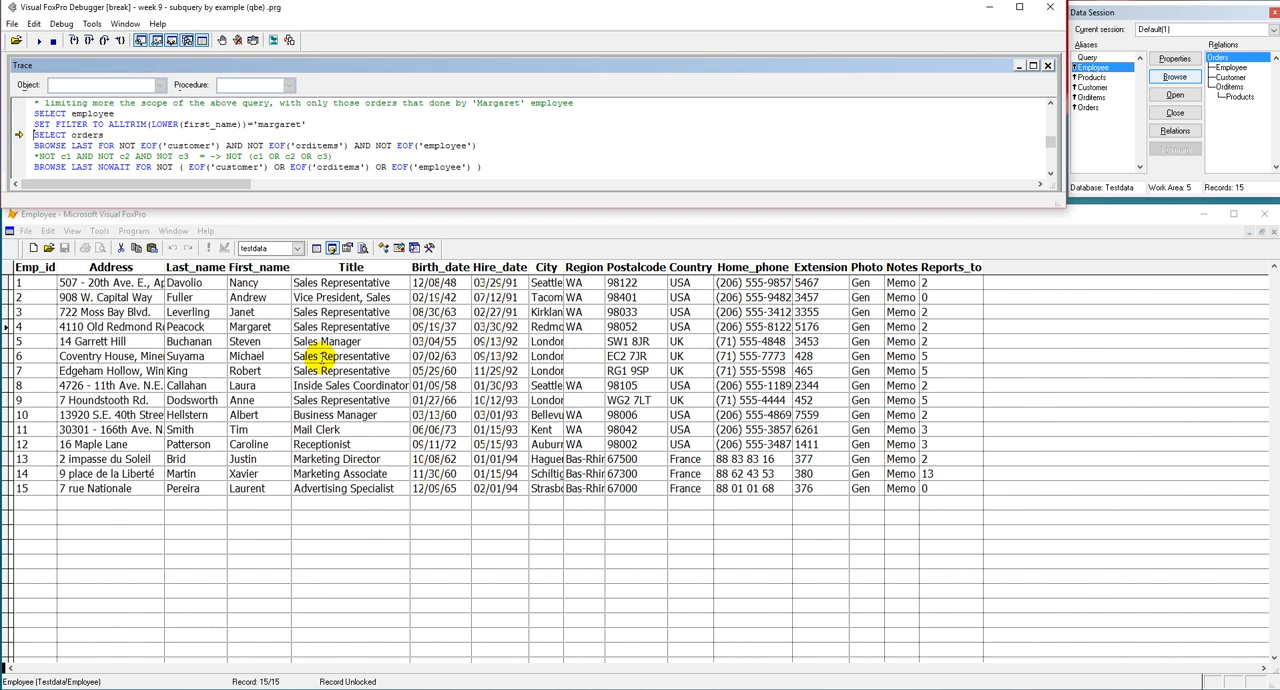 Visual FoxPro Debugger [break] - week 9 - subquery by example (qbe) .prg
File Edit Debug Tools Window Help
Trace
Object: Procedure:
* limiting more the scope of the above query, with only those orders that done by 'Margaret' employee
SELECT employee
SET FILTER TO ALLTRIM(LOWER(first_name))='margaret'
SELECT orders
BROWSE LAST FOR NOT EOF('customer') AND NOT EOF('orditems') AND NOT EOF('employee')
*NOT c1 AND NOT c2 AND NOT c3 = -> NOT (c1 OR c2 OR c3)
BROWSE LAST NOWAIT FOR NOT ( EOF('customer') OR EOF('orditems') OR EOF('employee') )
Data Session
Current session: Default(1)
Aliases Relations
Query
Employee
Products
Customer
Orditems
Orders
Properties
Browse
Open
Close
Relations
Orders
Employee
Customer
Orditems
Products
Database: Testdata Work Area: 5 Records: 15
Employee - Microsoft Visual FoxPro
File Edit View Tools Program Window Help
testdata
Emp_id Address Last_name First_name Title Birth_date Hire_date City Region Postalcode Country Home_phone Extension Photo Notes Reports_to
1 507 - 20th Ave. E., Ap Davolio Nancy Sales Representative 12/08/48 03/29/91 Seattle WA 98122 USA (206) 555-9857 5467 Gen Memo 2
2 908 W. Capital Way Fuller Andrew Vice President, Sales 02/19/42 07/12/91 Tacom WA 98401 USA (206) 555-9482 3457 Gen Memo 0
3 722 Moss Bay Blvd. Leverling Janet Sales Representative 08/30/63 02/27/91 Kirklan WA 98033 USA (206) 555-3412 3355 Gen Memo 2
4 4110 Old Redmond R Peacock Margaret Sales Representative 09/19/37 03/30/92 Redmo WA 98052 USA (206) 555-8122 5176 Gen Memo 2
5 14 Garrett Hill Buchanan Steven Sales Manager 03/04/55 09/13/92 London SW1 8JR UK (71) 555-4848 3453 Gen Memo 2
6 Coventry House, Mine Suyama Michael Sales Representative 07/02/63 09/13/92 London EC2 7JR UK (71) 555-7773 428 Gen Memo 5
7 Edgeham Hollow, Win King Robert Sales Representative 05/29/60 11/29/92 London RG1 9SP UK (71) 555-5598 465 Gen Memo 5
8 4726 - 11th Ave. N.E. Callahan Laura Inside Sales Coordinator 01/09/58 01/30/93 Seattle WA 98105 USA (206) 555-1189 2344 Gen Memo 2
9 7 Houndstooth Rd. Dodsworth Anne Sales Representative 01/27/66 10/12/93 London WG2 7LT UK (71) 555-4444 452 Gen Memo 5
10 13920 S.E. 40th Stree Hellstern Albert Business Manager 03/13/60 03/01/93 Bellevu WA 98006 USA (206) 555-4869 7559 Gen Memo 2
11 30301 - 166th Ave. N Smith Tim Mail Clerk 06/06/73 01/15/93 Kent WA 98042 USA (206) 555-3857 6261 Gen Memo 3
12 16 Maple Lane Patterson Caroline Receptionist 09/11/72 05/15/93 Auburn WA 98002 USA (206) 555-3487 1411 Gen Memo 3
13 2 impasse du Soleil Brid Justin Marketing Director 10/08/62 01/01/94 Hague Bas-Rhin 67500 France 88 83 83 16 377 Gen Memo 2
14 9 place de la Liberté Martin Xavier Marketing Associate 11/30/60 01/15/94 Schiltig Bas-Rhin 67300 France 88 62 43 53 380 Gen Memo 13
15 7 rue Nationale Pereira Laurent Advertising Specialist 12/09/65 02/01/94 Strasbo Bas-Rhin 67000 France 88 01 01 68 376 Gen Memo 0
Employee (Testdata!Employee) Record: 15/15 Record Unlocked